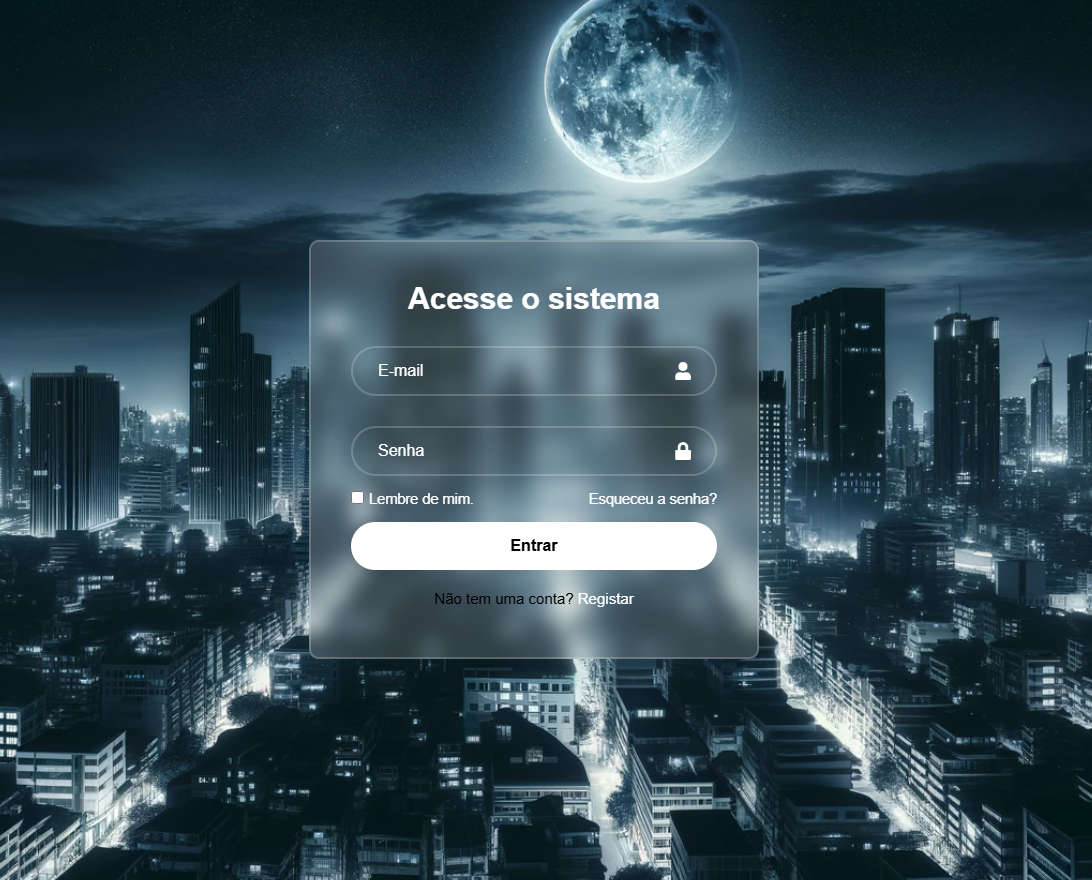 Acesse o sistema
E-mail
Senha
Lembre de mim. Esqueceu a senha?
Entrar
Não tem uma conta? Registar